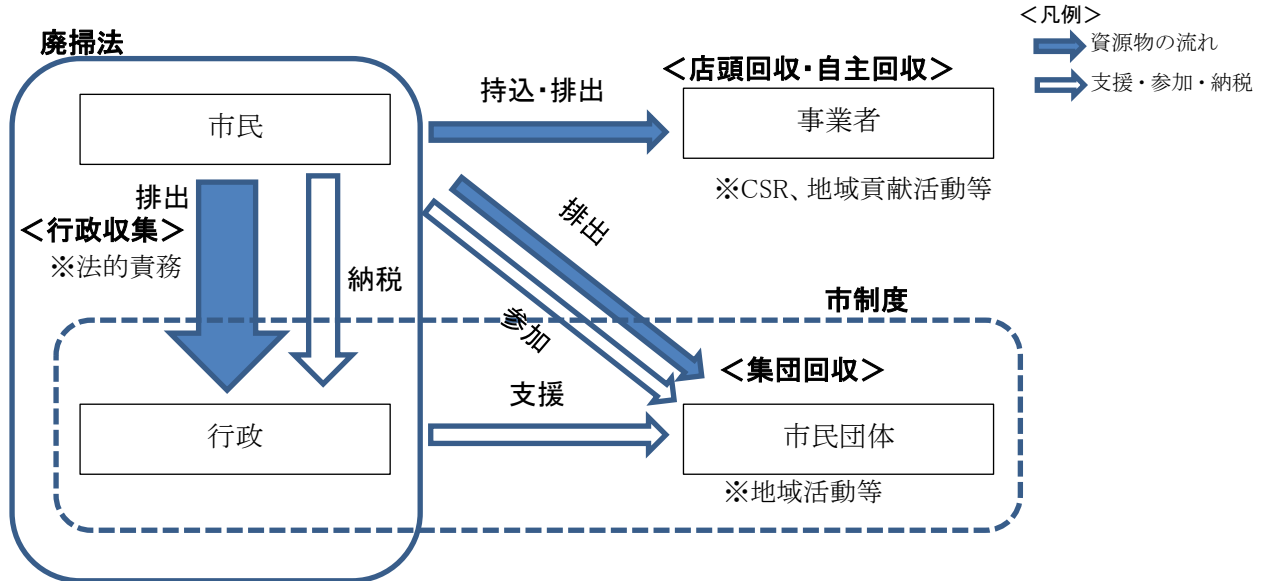 ＜凡例＞
資源物の流れ
支援・参加・納税
廃掃法
市民
持込・排出
＜店頭回収・自主回収＞
事業者
※CSR、地域貢献活動等
排出
＜行政収集＞
※法的責務
納税
排出
参加
市制度
＜集団回収＞
支援
行政
市民団体
※地域活動等